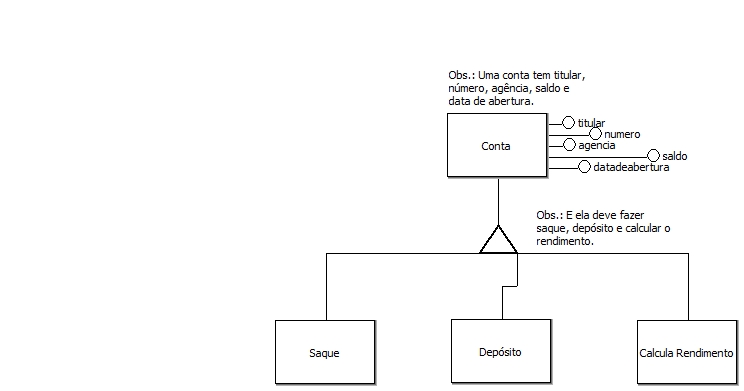 Obs.: Uma conta tem titular,
número, agência, saldo e
data de abertura.
titular
numero
Conta
agencia
saldo
datadeabertura
Obs.: E ela deve fazer
saque, depósito e calcular o
rendimento.
Saque
Depósito
Calcula Rendimento